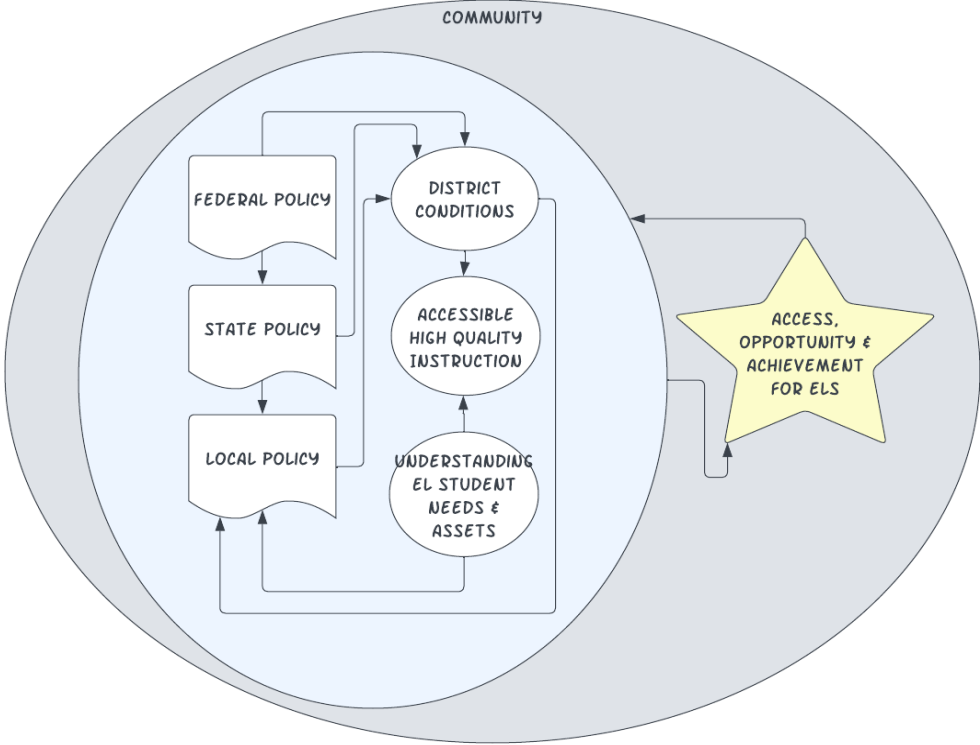 COMMUNITY
FEDERAL POLICY
STATE POLICY
LOCAL POLICY
DISTRICT
CONDITIONS
ACCESSIBLE
HIGH QUALITY
INSTRUCTION
UNDERSTANDING
EL STUDENT
NEEDS &
ASSETS
ACCESS,
OPPORTUNITY &
ACHIEVEMENT
FOR ELS